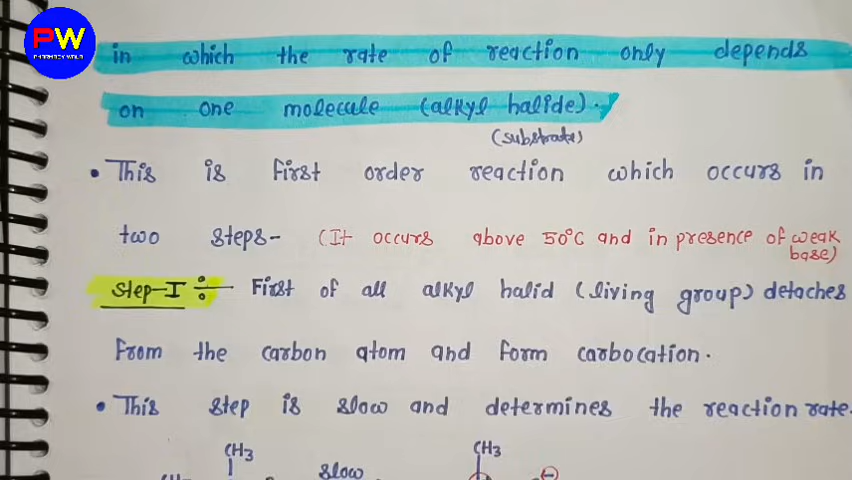 PW
PHARMACY WALA
in which the rate of reaction only depends
on one molecule (alkyl halide).
(substrate)
• This is first order reaction which occurs in
two steps- (It occurs above 50°C and in presence of weak
base)
Step-I :- First of all alkyl halid (living group) detaches
from the carbon atom and form carbocation.
• This step is slow and determines the reaction rate.
CH3
CH3
slow
⊖